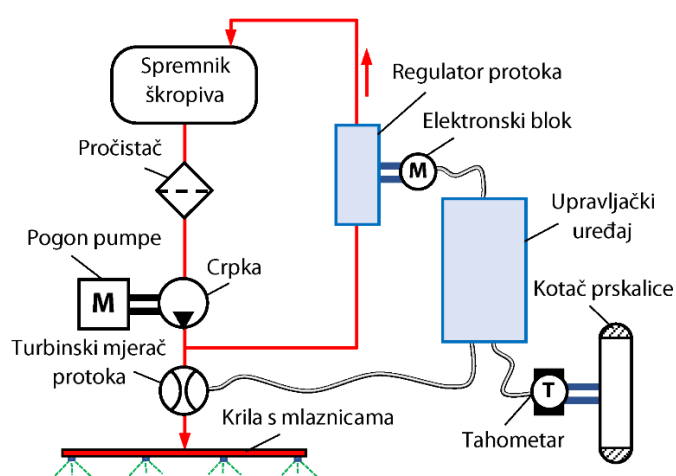 Spremnik
škropiva
Regulator protoka
Elektronski blok
Pročistač
M
Upravljački
uređaj
Pogon pumpe
Crpka
M
Kotač prskalice
Turbinski mjerač
protoka
T
Krila s mlaznicama
Tahometar